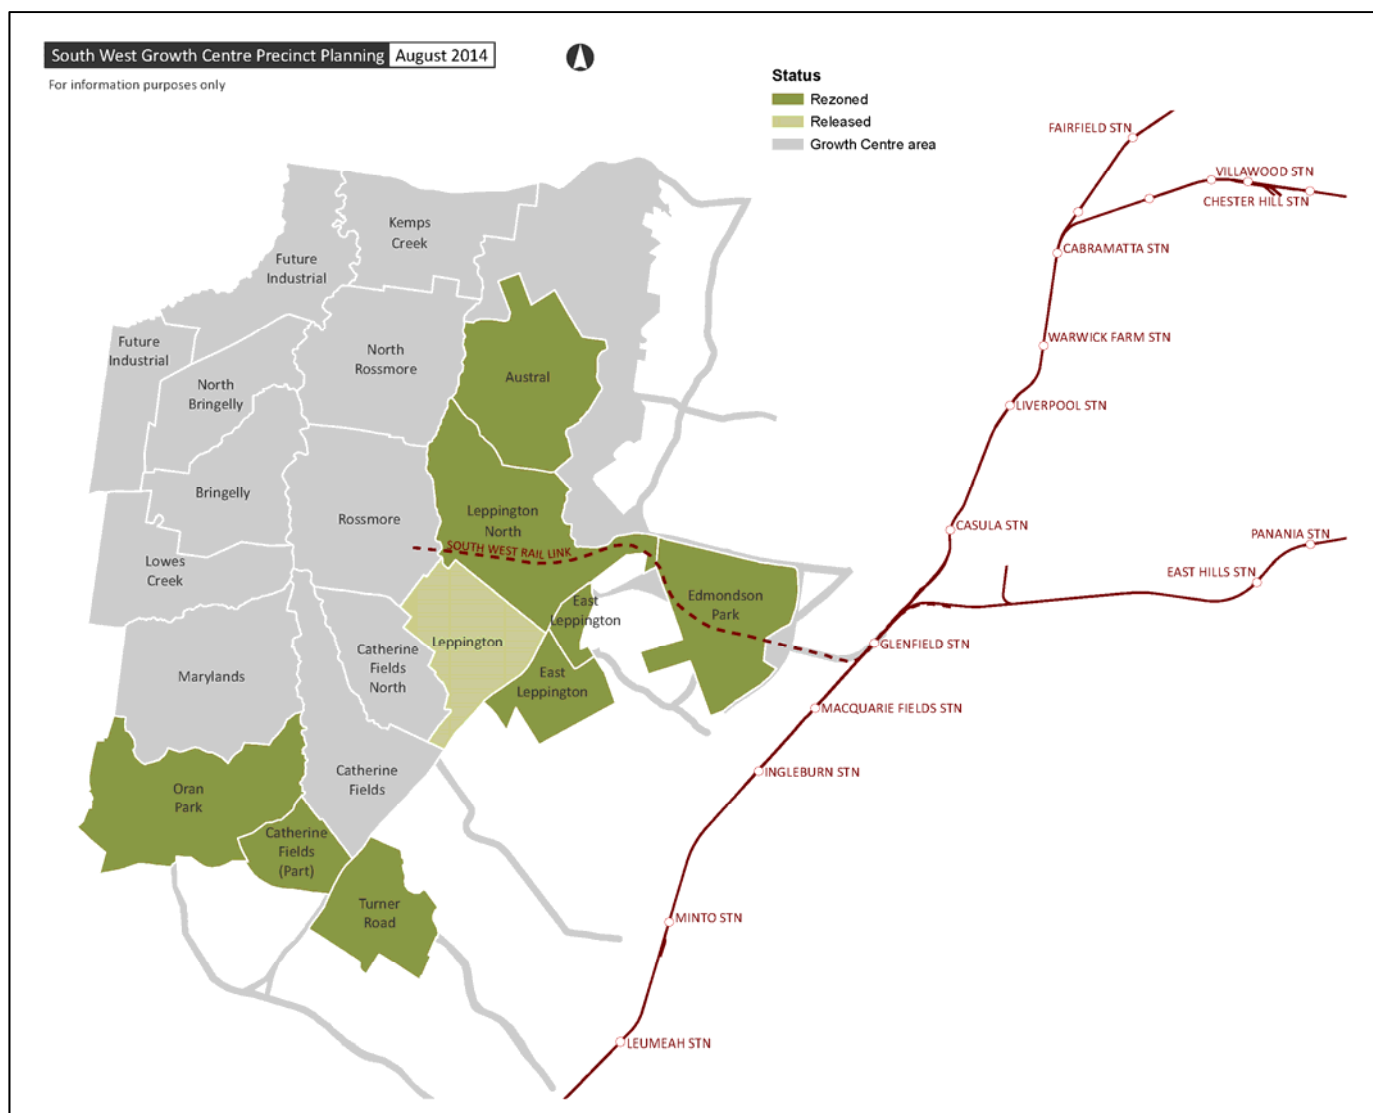 South West Growth Centre Precinct Planning August 2014
For information purposes only
Status
Rezoned
Released
Growth Centre area
FAIRFIELD STN
VILLAWOOD STN
CHESTER HILL STN
CABRAMATTA STN
WARWICK FARM STN
LIVERPOOL STN
CASULA STN
PANANIA STN
EAST HILLS STN
GLENFIELD STN
MACQUARIE FIELDS STN
INGLEBURN STN
MINTO STN
LEUMEAH STN
Kemps
Creek
Future
Industrial
Future
Industrial
North
Rossmore
North
Bringelly
Austral
Bringelly
Rossmore
Leppington
North
SOUTH WEST RAIL LINK
Lowes
Creek
East
Leppington
Edmondson
Park
Leppington
Catherine
Fields
North
Marylands
East
Leppington
Catherine
Fields
Oran
Park
Catherine
Fields
(Part)
Turner
Road